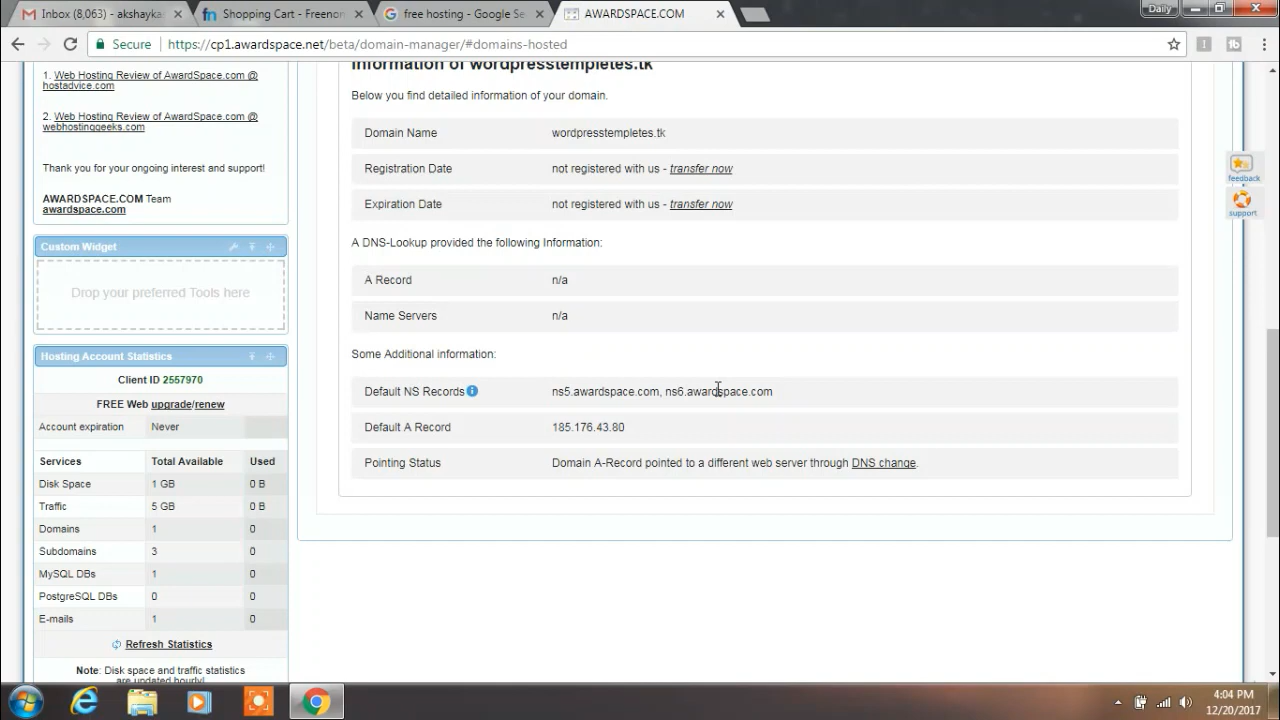 Inbox (8,063) - akshayka
Shopping Cart - Freenom
free hosting - Google Se
AWARDSPACE.COM
Daily
Secure
https://cp1.awardspace.net/beta/domain-manager/#domains-hosted
1. Web Hosting Review of AwardSpace.com @
hostadvice.com
2. Web Hosting Review of AwardSpace.com @
webhostinggeeks.com
Thank you for your ongoing interest and support!
AWARDSPACE.COM Team
awardspace.com
Custom Widget
Drop your preferred Tools here
Hosting Account Statistics
Client ID 2557970
FREE Web upgrade/renew
Account expiration Never
Services Total Available Used
Disk Space 1 GB 0 B
Traffic 5 GB 0 B
Domains 1 0
Subdomains 3 0
MySQL DBs 1 0
PostgreSQL DBs 0 0
E-mails 1 0
Refresh Statistics
Note: Disk space and traffic statistics
are updated hourly!
Information of wordpresstempletes.tk
Below you find detailed information of your domain.
Domain Name wordpresstempletes.tk
Registration Date not registered with us - transfer now
Expiration Date not registered with us - transfer now
A DNS-Lookup provided the following Information:
A Record n/a
Name Servers n/a
Some Additional information:
Default NS Records ns5.awardspace.com, ns6.awardspace.com
Default A Record 185.176.43.80
Pointing Status Domain A-Record pointed to a different web server through DNS change.
feedback
support
4:04 PM
12/20/2017